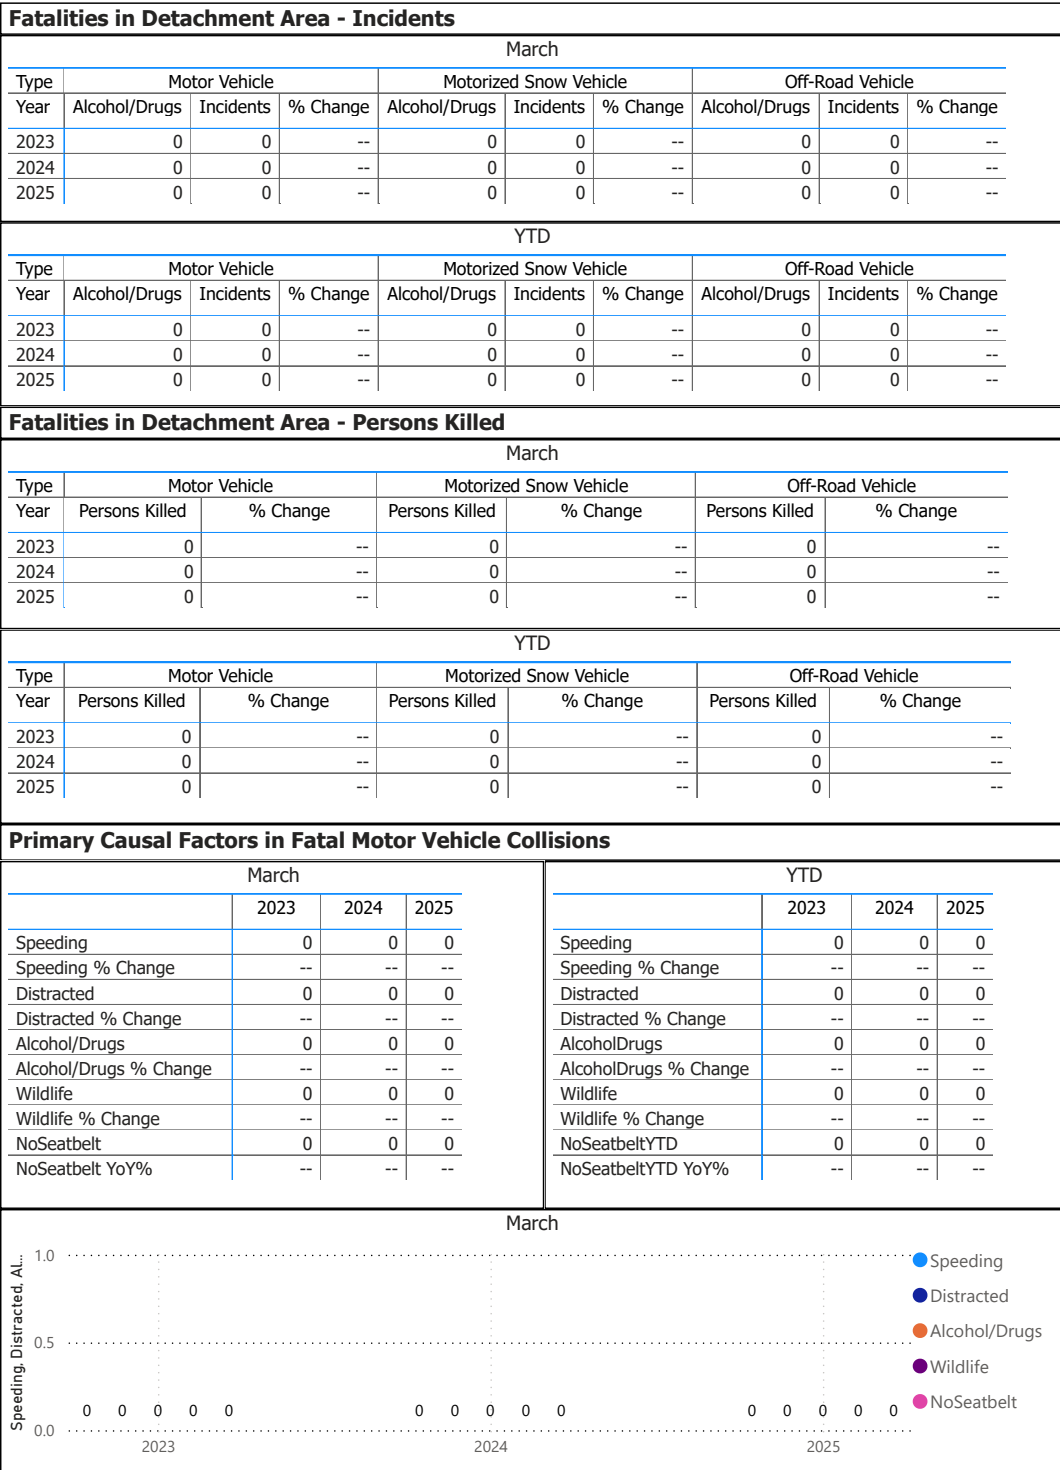 Fatalities in Detachment Area - Incidents
March
Type Motor Vehicle Motorized Snow Vehicle Off-Road Vehicle
Year Alcohol/Drugs Incidents % Change Alcohol/Drugs Incidents % Change Alcohol/Drugs Incidents % Change
2023 0 0 -- 0 0 -- 0 0 --
2024 0 0 -- 0 0 -- 0 0 --
2025 0 0 -- 0 0 -- 0 0 --
YTD
Type Motor Vehicle Motorized Snow Vehicle Off-Road Vehicle
Year Alcohol/Drugs Incidents % Change Alcohol/Drugs Incidents % Change Alcohol/Drugs Incidents % Change
2023 0 0 -- 0 0 -- 0 0 --
2024 0 0 -- 0 0 -- 0 0 --
2025 0 0 -- 0 0 -- 0 0 --
Fatalities in Detachment Area - Persons Killed
March
Type Motor Vehicle Motorized Snow Vehicle Off-Road Vehicle
Year Persons Killed % Change Persons Killed % Change Persons Killed % Change
2023 0 -- 0 -- 0 --
2024 0 -- 0 -- 0 --
2025 0 -- 0 -- 0 --
YTD
Type Motor Vehicle Motorized Snow Vehicle Off-Road Vehicle
Year Persons Killed % Change Persons Killed % Change Persons Killed % Change
2023 0 -- 0 -- 0 --
2024 0 -- 0 -- 0 --
2025 0 -- 0 -- 0 --
Primary Causal Factors in Fatal Motor Vehicle Collisions
March
2023 2024 2025
Speeding 0 0 0
Speeding % Change -- -- --
Distracted 0 0 0
Distracted % Change -- -- --
Alcohol/Drugs 0 0 0
Alcohol/Drugs % Change -- -- --
Wildlife 0 0 0
Wildlife % Change -- -- --
NoSeatbelt 0 0 0
NoSeatbelt YoY% -- -- --
YTD
2023 2024 2025
Speeding 0 0 0
Speeding % Change -- -- --
Distracted 0 0 0
Distracted % Change -- -- --
AlcoholDrugs 0 0 0
AlcoholDrugs % Change -- -- --
Wildlife 0 0 0
Wildlife % Change -- -- --
NoSeatbeltYTD 0 0 0
NoSeatbeltYTD YoY% -- -- --
March
Speeding, Distracted, Al...
1.0
0.5
0.0
0 0 0 0 0 0 0 0 0 0 0 0 0 0 0
2023 2024 2025
Speeding
Distracted
Alcohol/Drugs
Wildlife
NoSeatbelt